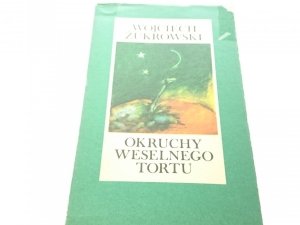 WOJCIECH
ŻUKROWSKI
OKRUCHY
WESELNEGO
TORTU